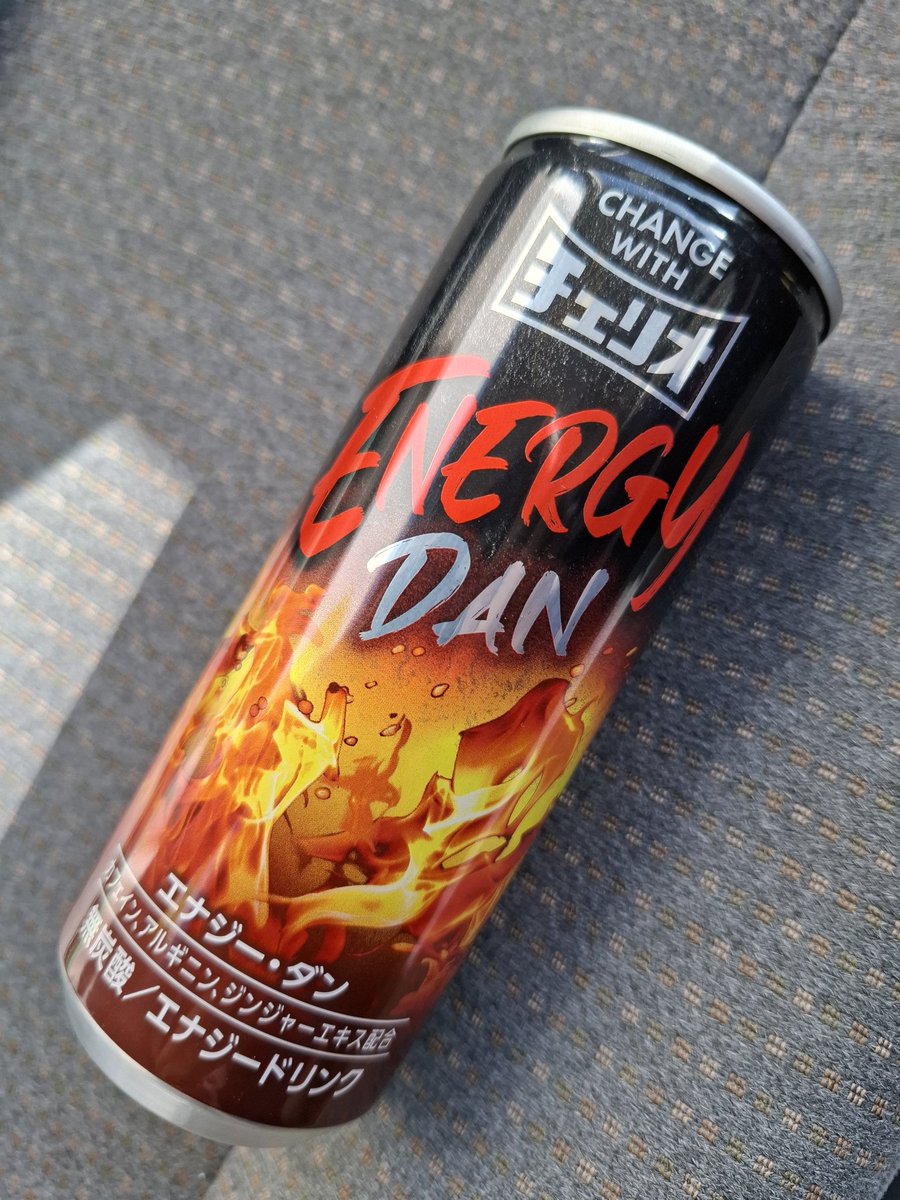 CHANGE
WITH
チェリオ
ENERGY
DAN
エナジー・ダン
カフェイン、アルギニン、ジンジャーエキス配合
無炭酸/エナジードリンク